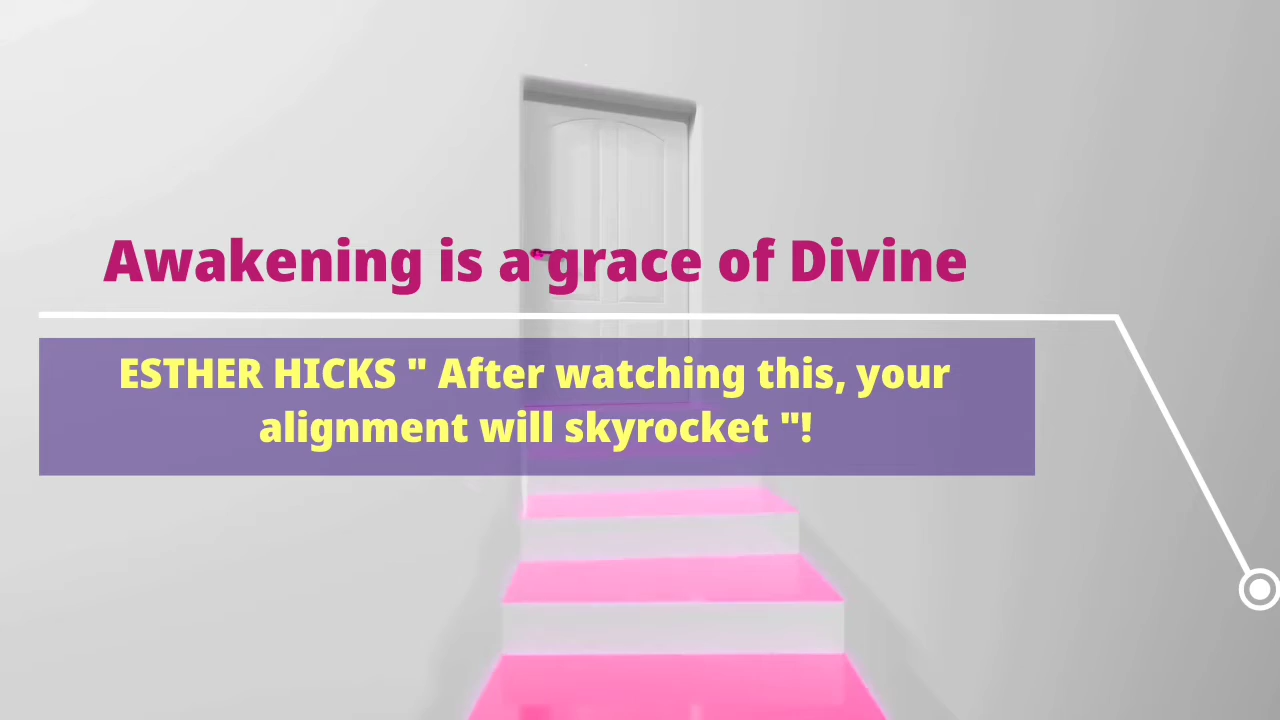 Awakening is a grace of Divine
ESTHER HICKS " After watching this, your
alignment will skyrocket "!